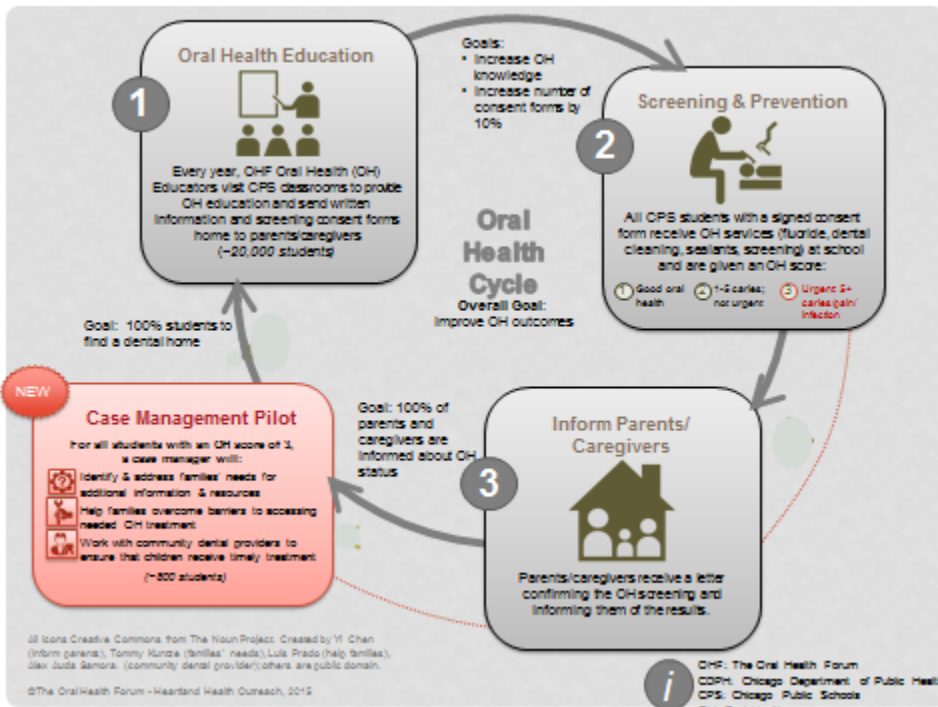 Oral Health Education
1
Every year, OHF Oral Health (OH)
Educators visit CPS classrooms to provide
OH education and send written
information and screening consent forms
home to parents/caregivers
(~20,000 students)
Goals:
▪ Increase OH
knowledge
▪ Increase number of
consent forms by
10%
Screening & Prevention
2
All CPS students with a signed consent
form receive OH services (fluoride, dental
cleaning, sealants, screening) at school
and are given an OH score:
1 Good oral
health
2 1-5 caries;
not urgent
3 Urgent: 5+
caries/pain/
infection
Oral
Health
Cycle
Overall Goal:
Improve OH outcomes
Inform Parents/
Caregivers
3
Parents/caregivers receive a letter
confirming the OH screening and
informing them of the results.
Goal: 100% of
parents and
caregivers are
informed about OH
status
NEW
Case Management Pilot
For all students with an OH score of 3,
a case manager will:
Identify & address families' needs for
additional information & resources
Help families overcome barriers to accessing
needed OH treatment
Work with community dental providers to
ensure that children receive timely treatment
(~800 students)
Goal: 100% students to
find a dental home
All Icons Creative Commons from The Noun Project. Created by Yi Chen
(inform parents), Tommy (families' needs), Luis Prado (help families),
Alex Auda Samora. (community dental provider); others are public domain.
©The Oral Health Forum - Heartland Health Outreach, 2015
i
OHF: The Oral Health Forum
CDPH: Chicago Department of Public Heal
CPS: Chicago Public Schools